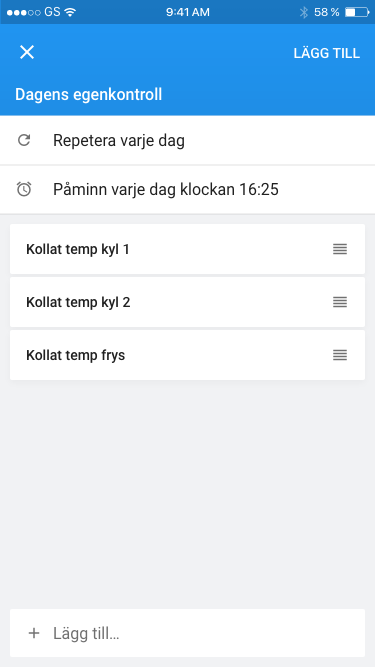 GS 9:41 AM 58 %
LÄGG TILL
Dagens egenkontroll
Repetera varje dag
Påminn varje dag klockan 16:25
Kollat temp kyl 1
Kollat temp kyl 2
Kollat temp frys
Lägg till...